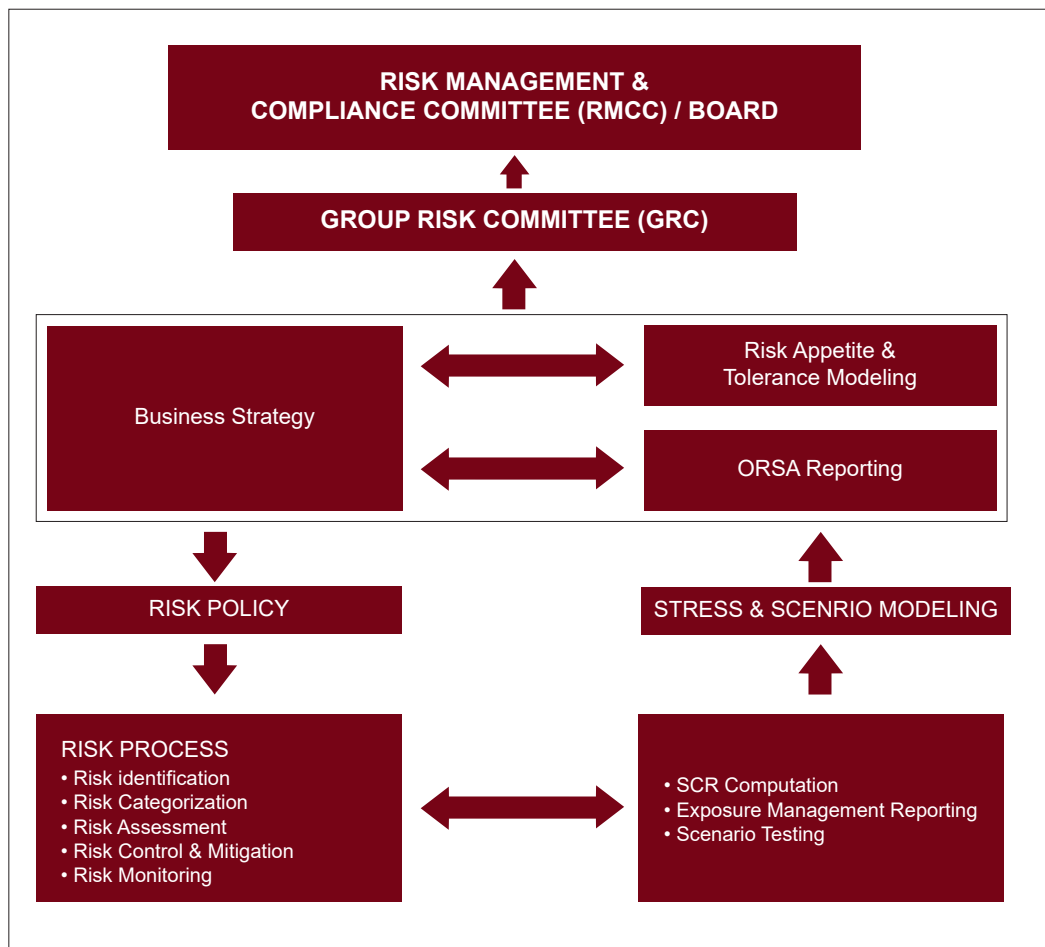 RISK MANAGEMENT &
COMPLIANCE COMMITTEE (RMCC) / BOARD
GROUP RISK COMMITTEE (GRC)
Business Strategy
Risk Appetite &
Tolerance Modeling
ORSA Reporting
RISK POLICY
STRESS & SCENRIO MODELING
RISK PROCESS
• Risk identification
• Risk Categorization
• Risk Assessment
• Risk Control & Mitigation
• Risk Monitoring
• SCR Computation
• Exposure Management Reporting
• Scenario Testing